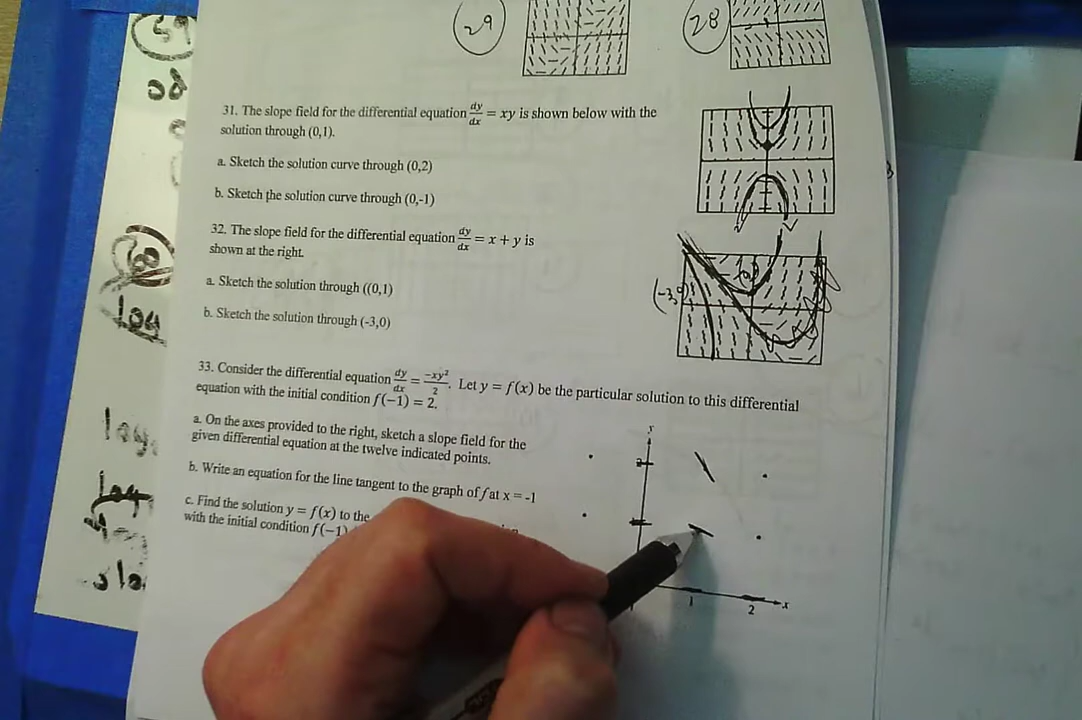 29
28
31. The slope field for the differential equation dy/dx = xy is shown below with the
solution through (0,1).
a. Sketch the solution curve through (0,2)
b. Sketch the solution curve through (0,-1)
32. The slope field for the differential equation dy/dx = x + y is
shown at the right.
a. Sketch the solution through ((0,1)
b. Sketch the solution through (-3,0)
(-3,0)
33. Consider the differential equation dy/dx = -xy²/2. Let y = f(x) be the particular solution to this differential
equation with the initial condition f(-1) = 2.
a. On the axes provided to the right, sketch a slope field for the
given differential equation at the twelve indicated points.
b. Write an equation for the line tangent to the graph of f at x = -1
c. Find the solution y = f(x) to the
with the initial condition f(-1)
y
2
x
1
2
log
log